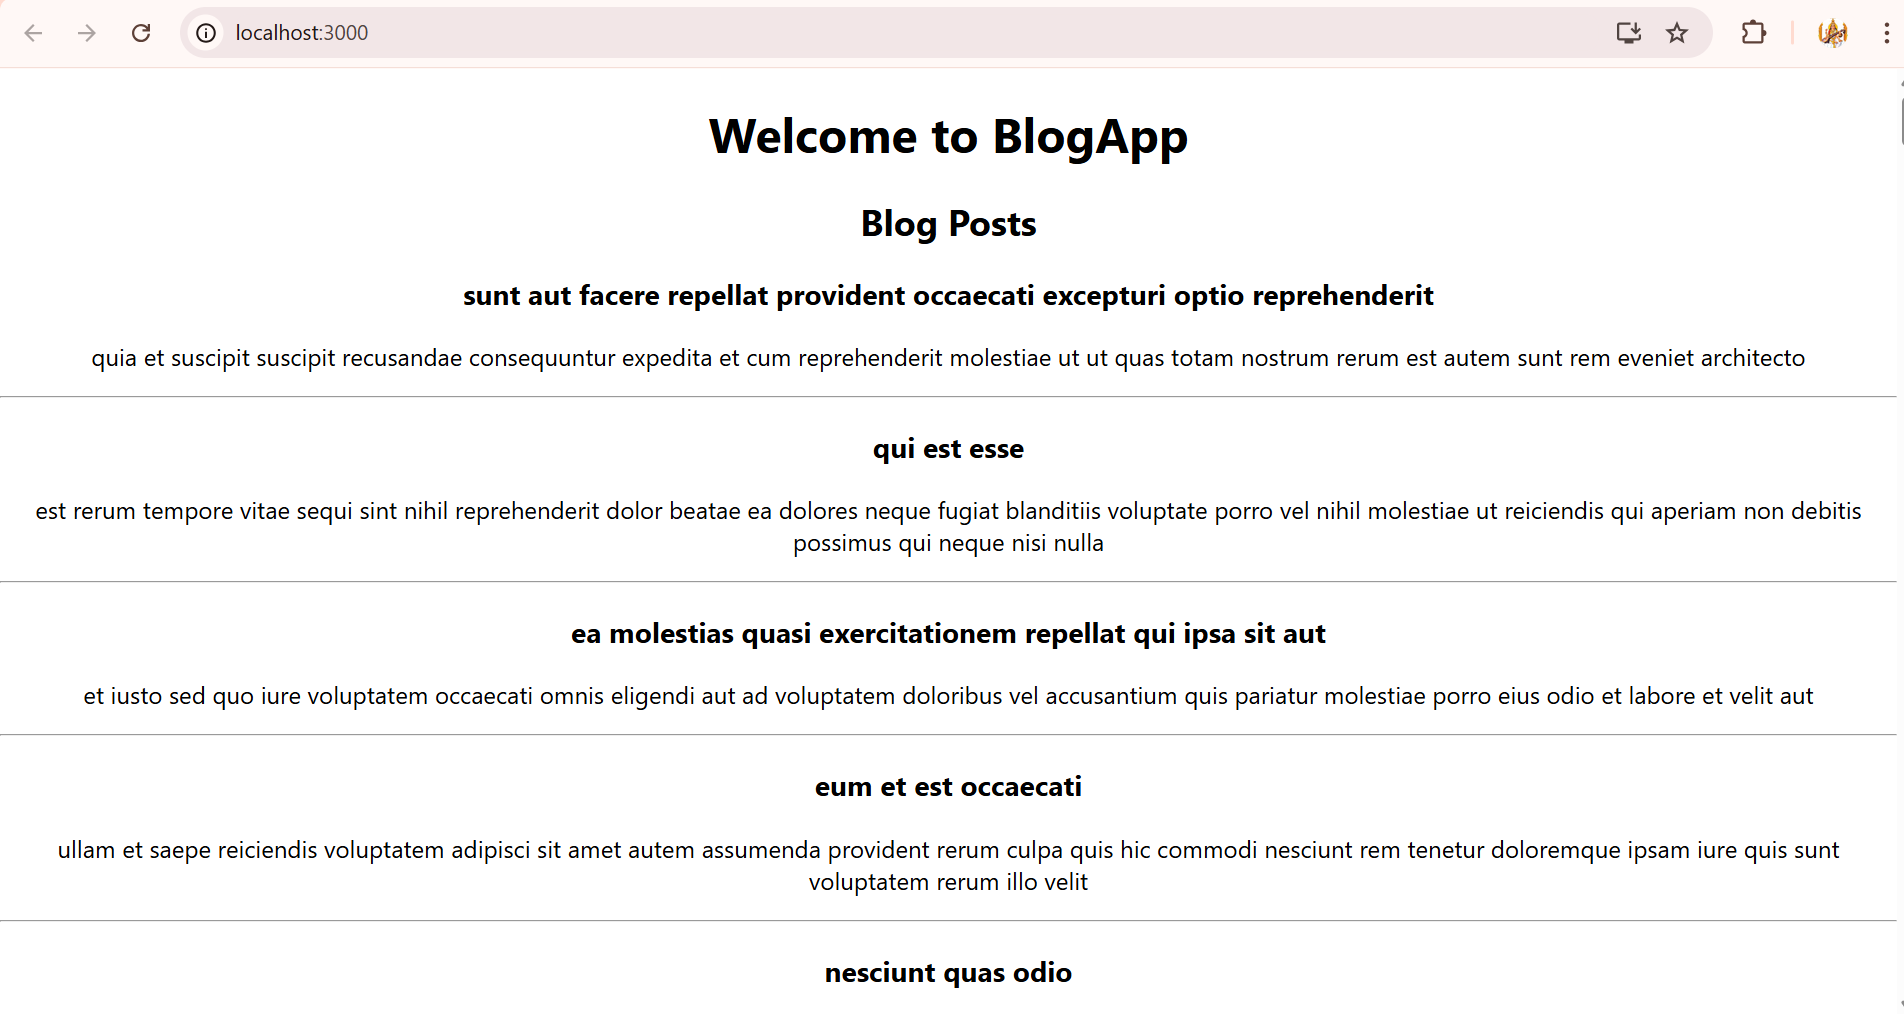 localhost:3000
Welcome to BlogApp
Blog Posts
sunt aut facere repellat provident occaecati excepturi optio reprehenderit
quia et suscipit suscipit recusandae consequuntur expedita et cum reprehenderit molestiae ut ut quas totam nostrum rerum est autem sunt rem eveniet architecto
qui est esse
est rerum tempore vitae sequi sint nihil reprehenderit dolor beatae ea dolores neque fugiat blanditiis voluptate porro vel nihil molestiae ut reiciendis qui aperiam non debitis
possimus qui neque nisi nulla
ea molestias quasi exercitationem repellat qui ipsa sit aut
et iusto sed quo iure voluptatem occaecati omnis eligendi aut ad voluptatem doloribus vel accusantium quis pariatur molestiae porro eius odio et labore et velit aut
eum et est occaecati
ullam et saepe reiciendis voluptatem adipisci sit amet autem assumenda provident rerum culpa quis hic commodi nesciunt rem tenetur doloremque ipsam iure quis sunt
voluptatem rerum illo velit
nesciunt quas odio